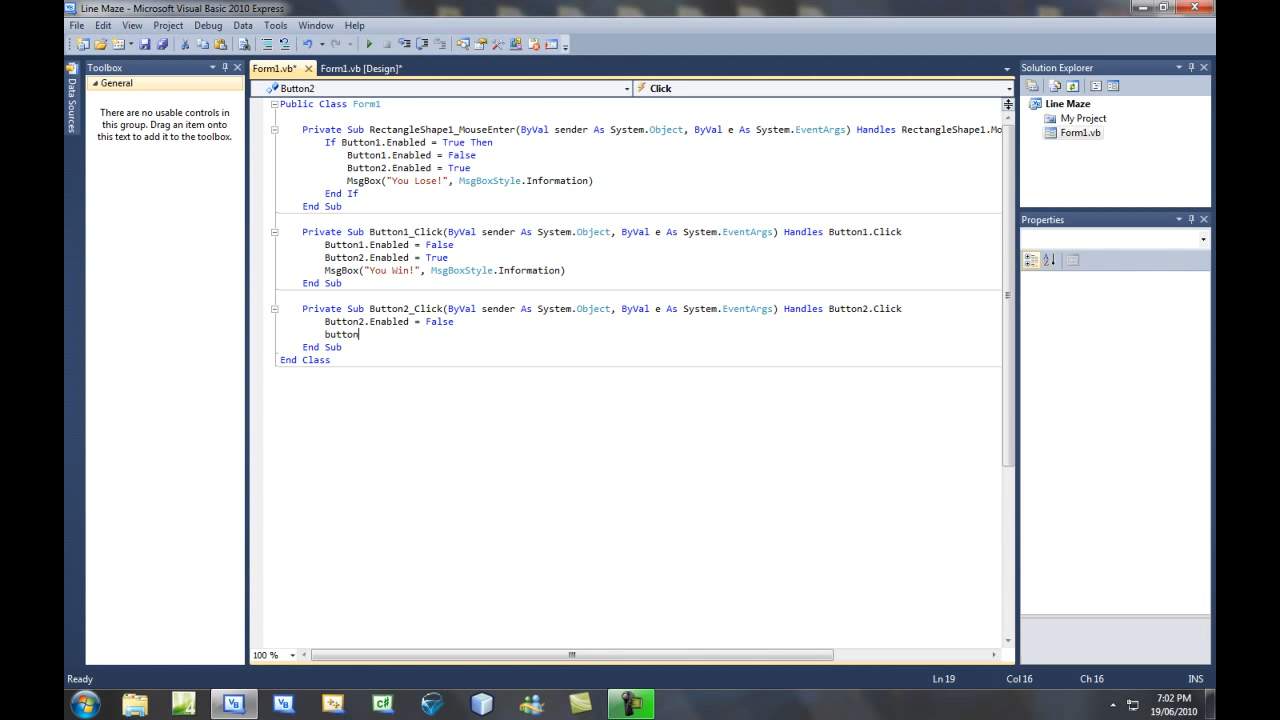 Line Maze - Microsoft Visual Basic 2010 Express
File Edit View Project Debug Data Tools Window Help
Toolbox
General
There are no usable controls in
this group. Drag an item onto
this text to add it to the toolbox.
Data Sources
Form1.vb* Form1.vb [Design]*
Button2 Click
Public Class Form1
Private Sub RectangleShape1_MouseEnter(ByVal sender As System.Object, ByVal e As System.EventArgs) Handles RectangleShape1.Mo
If Button1.Enabled = True Then
Button1.Enabled = False
Button2.Enabled = True
MsgBox("You Lose!", MsgBoxStyle.Information)
End If
End Sub
Private Sub Button1_Click(ByVal sender As System.Object, ByVal e As System.EventArgs) Handles Button1.Click
Button1.Enabled = False
Button2.Enabled = True
MsgBox("You Win!", MsgBoxStyle.Information)
End Sub
Private Sub Button2_Click(ByVal sender As System.Object, ByVal e As System.EventArgs) Handles Button2.Click
Button2.Enabled = False
button
End Sub
End Class
100 %
Solution Explorer
Line Maze
My Project
Form1.vb
Properties
Ready Ln 19 Col 16 Ch 16 INS
7:02 PM
19/06/2010